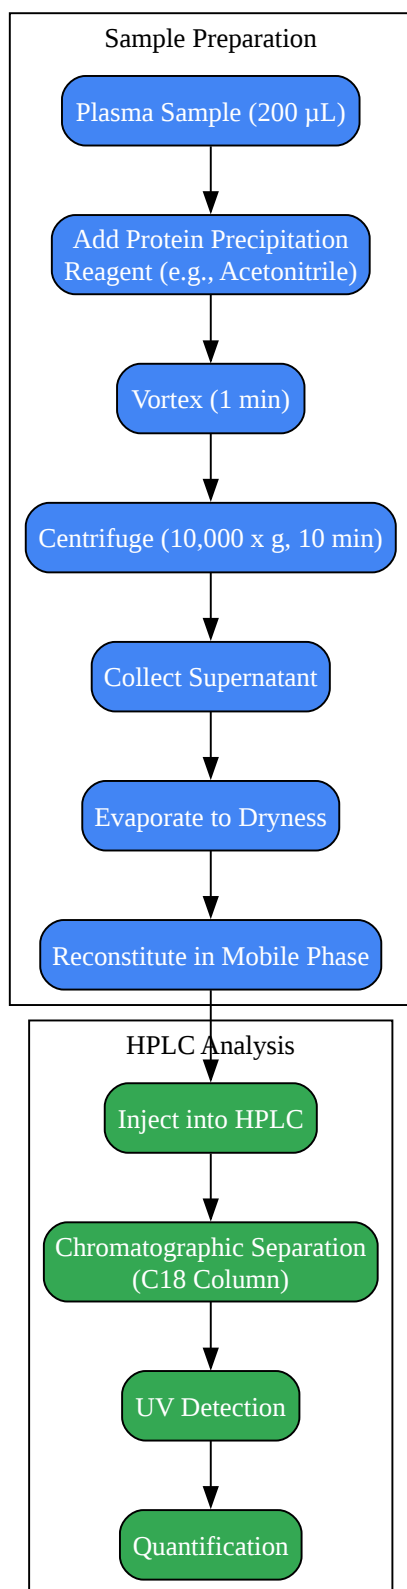 Sample Preparation
Plasma Sample (200 µL)
Add Protein Precipitation
Reagent (e.g., Acetonitrile)
Vortex (1 min)
Centrifuge (10,000 x g, 10 min)
Collect Supernatant
Evaporate to Dryness
Reconstitute in Mobile Phase
HPLC Analysis
Inject into HPLC
Chromatographic Separation
(C18 Column)
UV Detection
Quantification